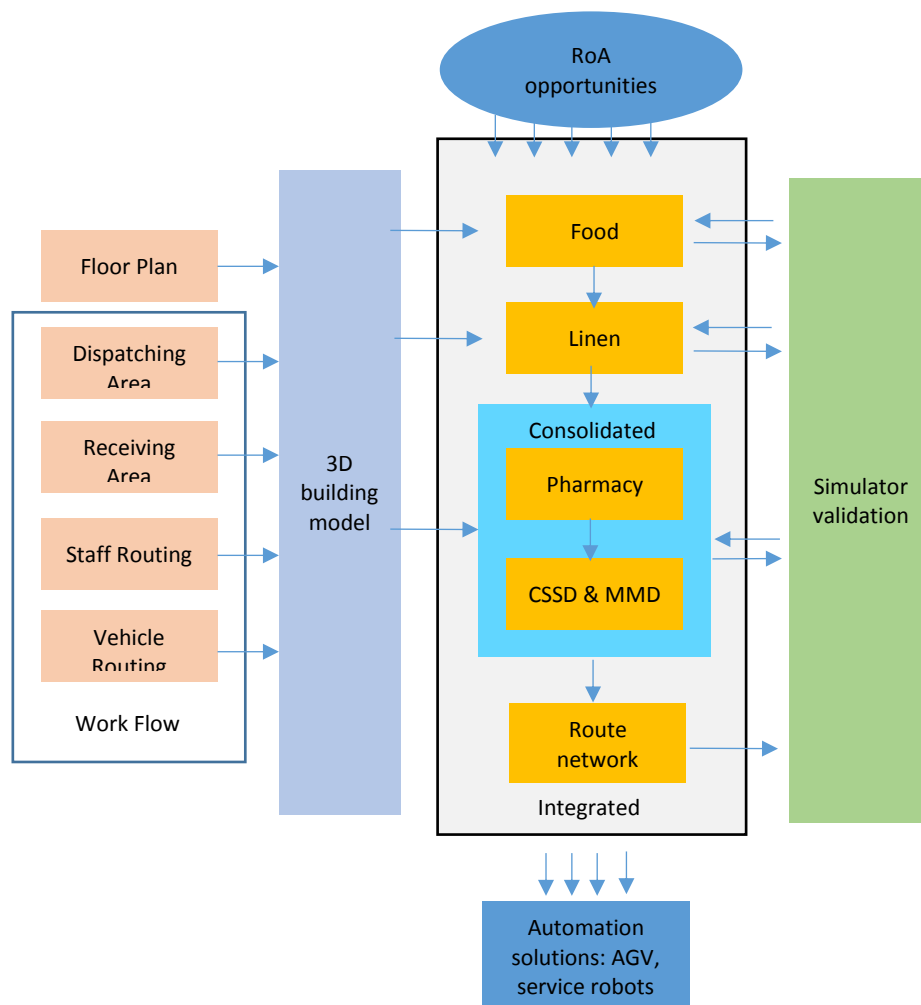 RoA
opportunities
Floor Plan
Dispatching
Area
Receiving
Area
Staff Routing
Vehicle
Routing
Work Flow
3D
building
model
Food
Linen
Consolidated
Pharmacy
CSSD & MMD
Route
network
Integrated
Simulator
validation
Automation
solutions: AGV,
service robots